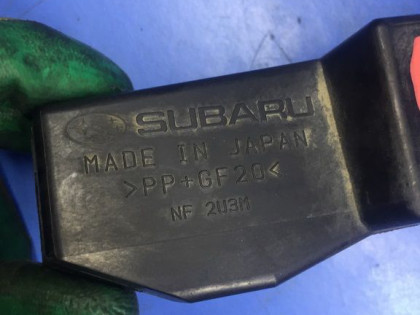 SUBARU
MADE IN JAPAN
>PP+GF20<
NF 2U3M